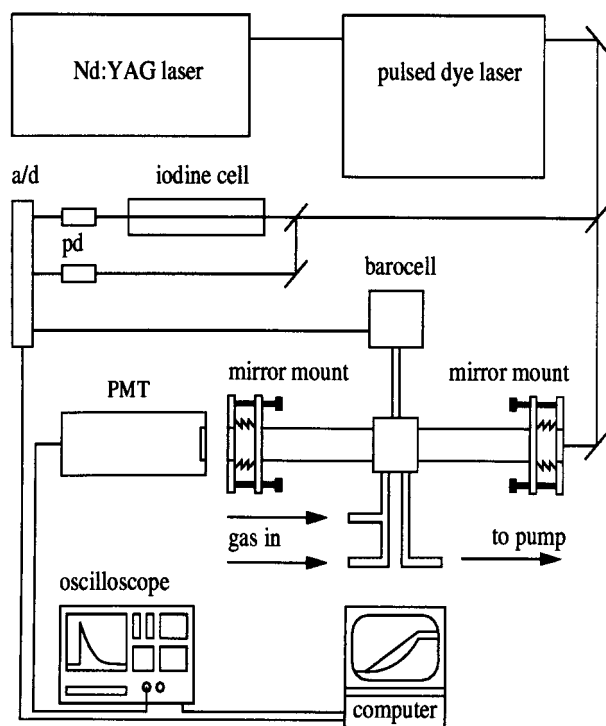 Nd:YAG laser
pulsed dye laser
a/d
iodine cell
pd
barocell
PMT
mirror mount
mirror mount
gas in
to pump
oscilloscope
computer